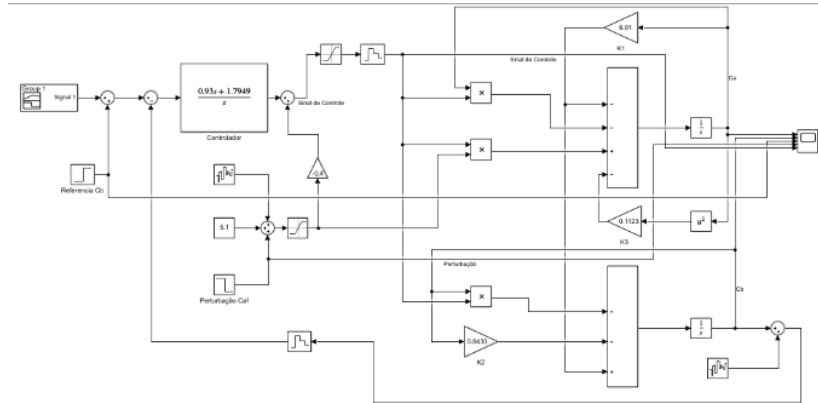 Group 1
Signal 1
0.93s + 1.7949
s
Controlador
Sinal de Controle
Referencia Cb
-0.4
5.1
Perturbação Caf
Sinal de Controle
6.01
K1
Ca
×
×
1
s
0.1123
K3
u²
Perturbação
×
0.8433
K2
Cb
1
s